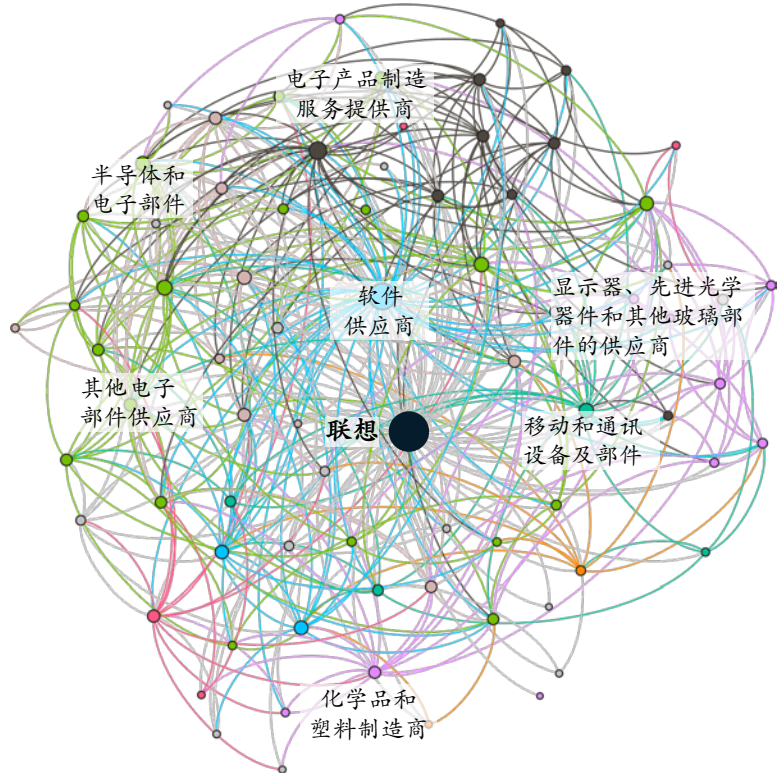 电子产品制造
服务提供商
半导体和
电子部件
软件
供应商
显示器、先进光学
器件和其他玻璃部
件的供应商
其他电子
部件供应商
联想
移动和通讯
设备及部件
化学品和
塑料制造商